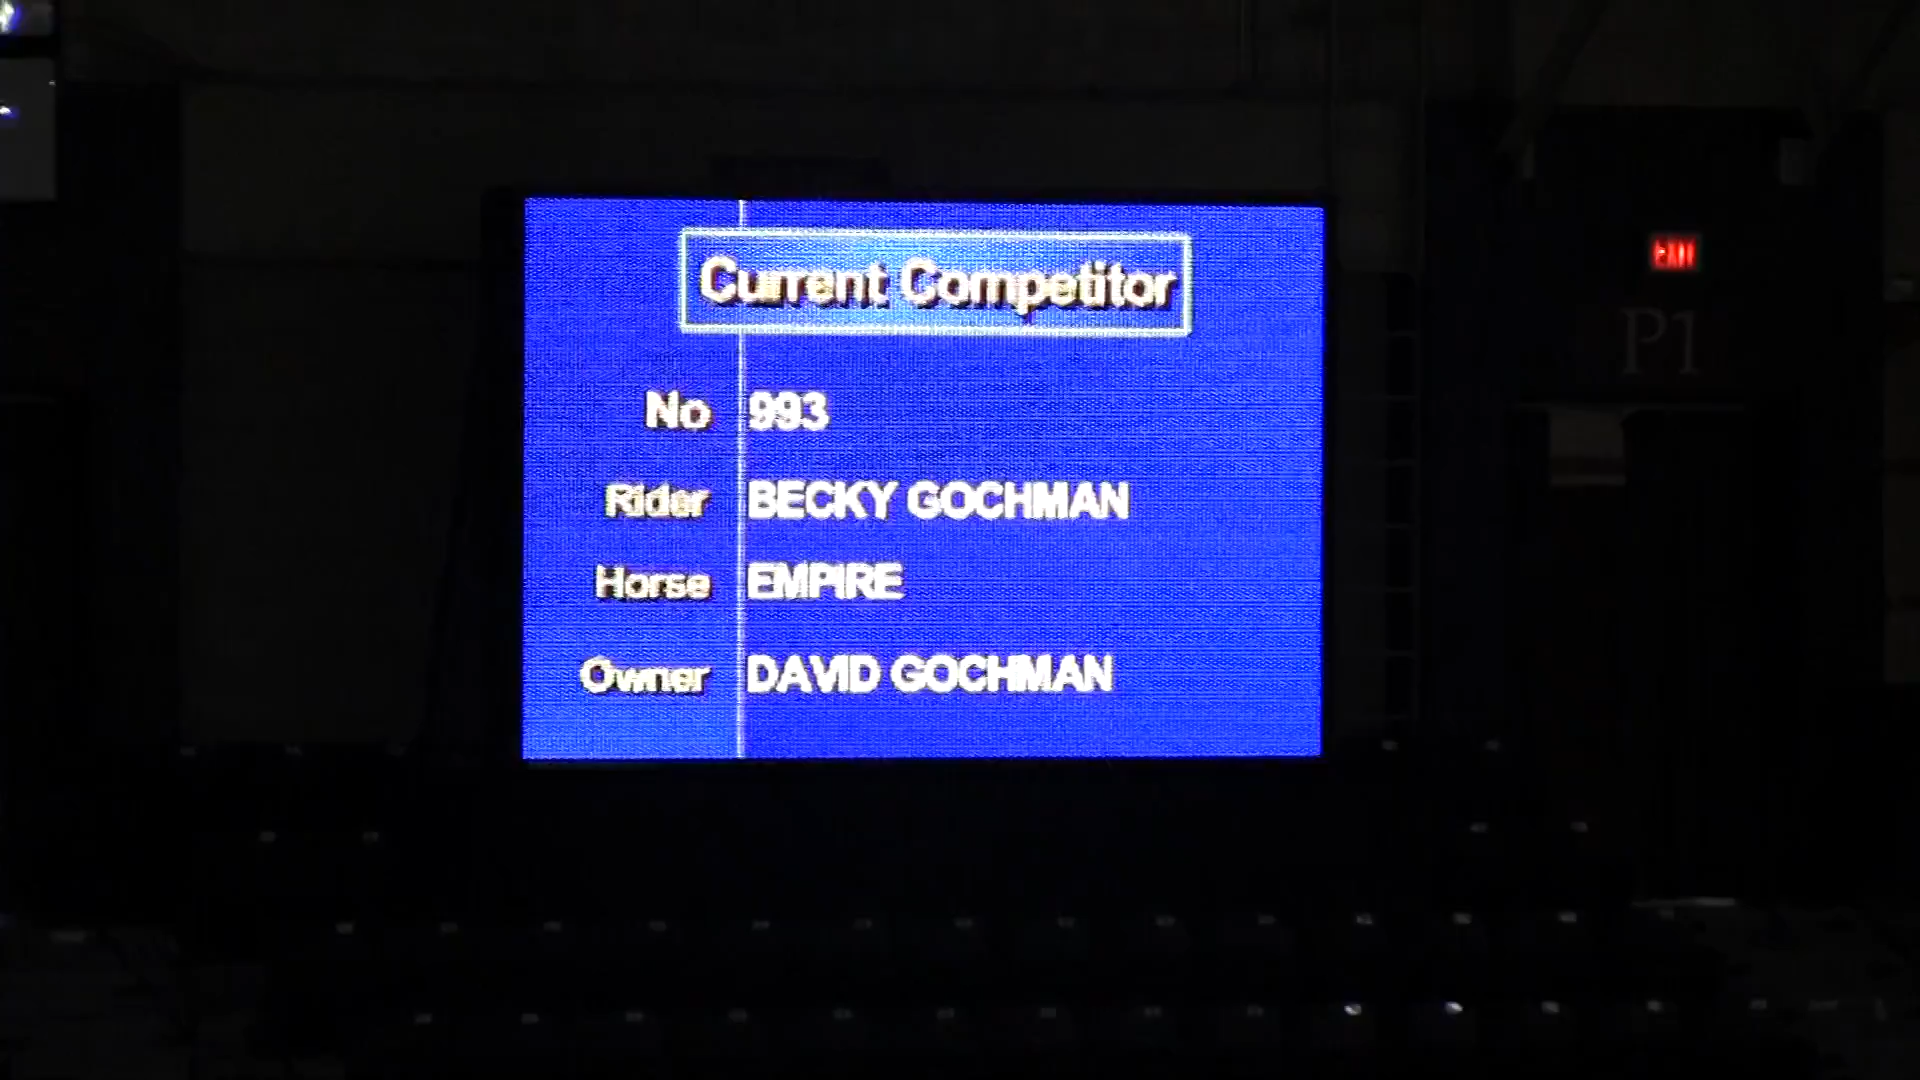 Current Competitor
No 993
Rider BECKY GOCHMAN
Horse EMPIRE
Owner DAVID GOCHMAN
EXIT
P1